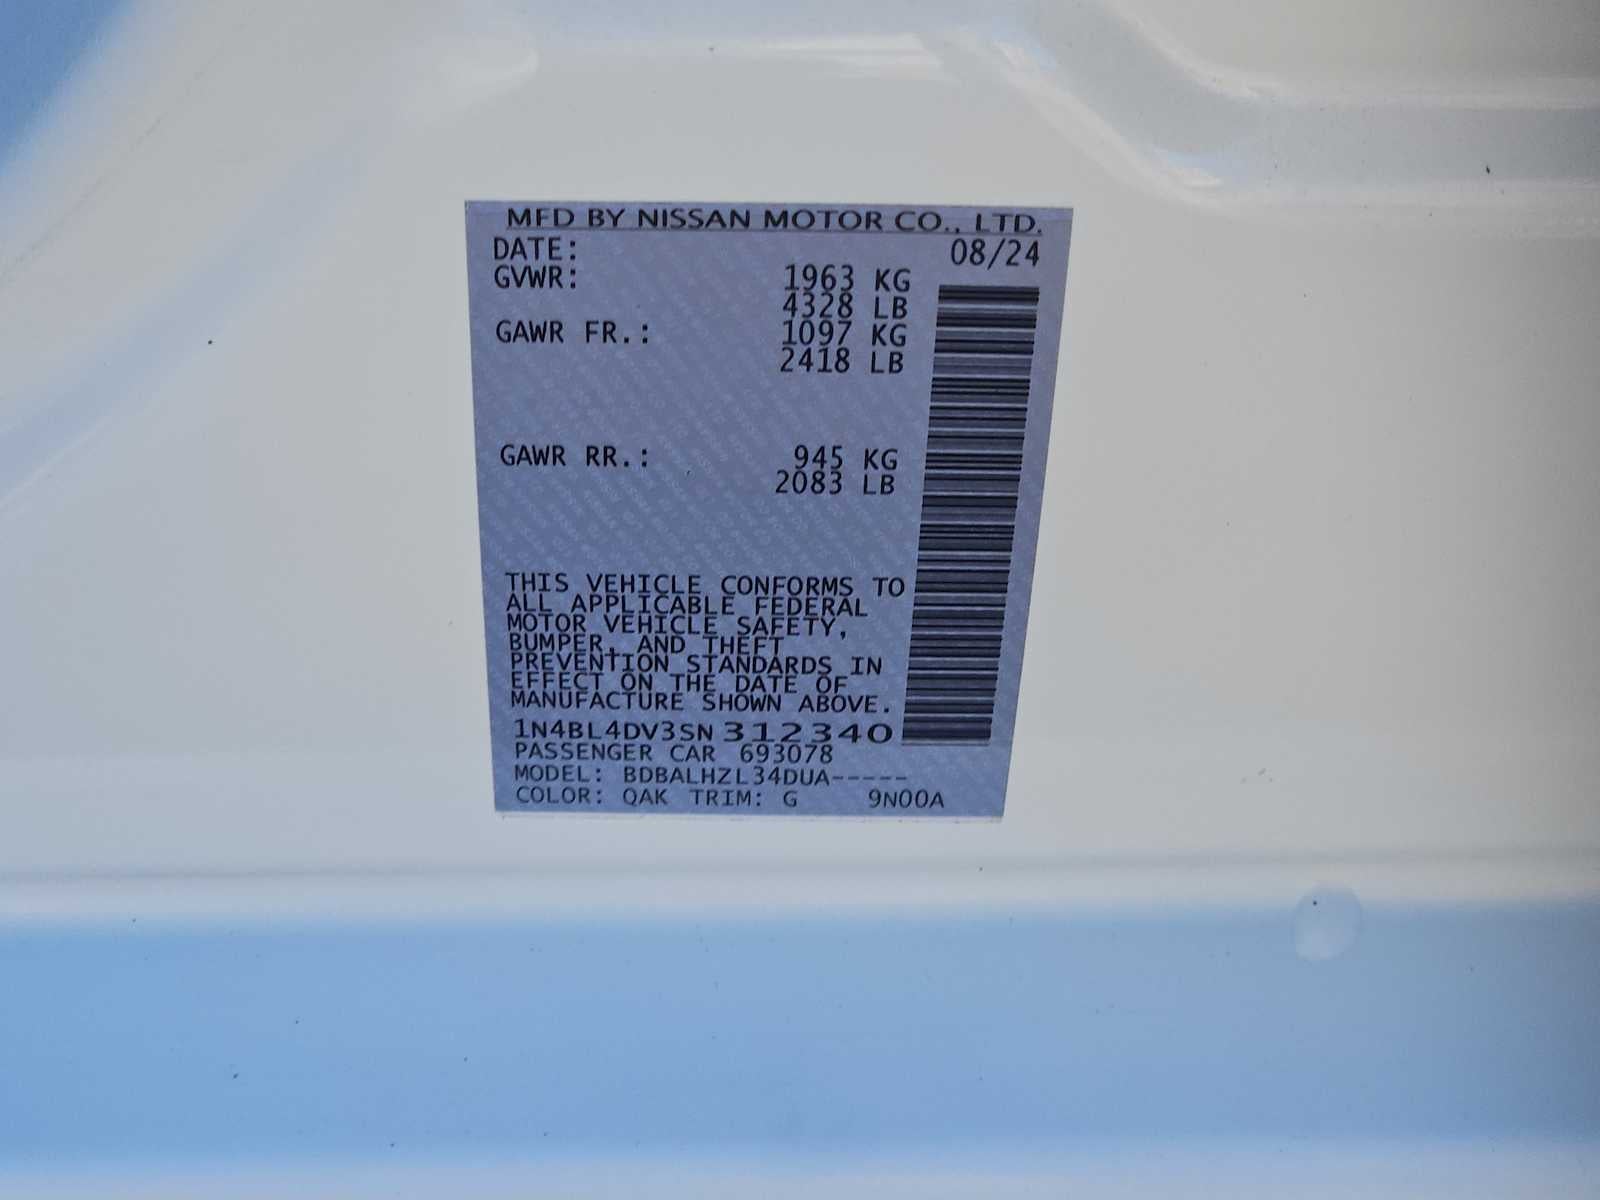 MFD BY NISSAN MOTOR CO., LTD.
DATE: 08/24
GVWR: 1963 KG
4328 LB
GAWR FR.: 1097 KG
2418 LB
GAWR RR.: 945 KG
2083 LB
THIS VEHICLE CONFORMS TO
ALL APPLICABLE FEDERAL
MOTOR VEHICLE SAFETY,
BUMPER, AND THEFT
PREVENTION STANDARDS IN
EFFECT ON THE DATE OF
MANUFACTURE SHOWN ABOVE.
1N4BL4DV3SN312340
PASSENGER CAR 693078
MODEL: BDBALHZL34DUA-----
COLOR: QAK TRIM: G 9N00A